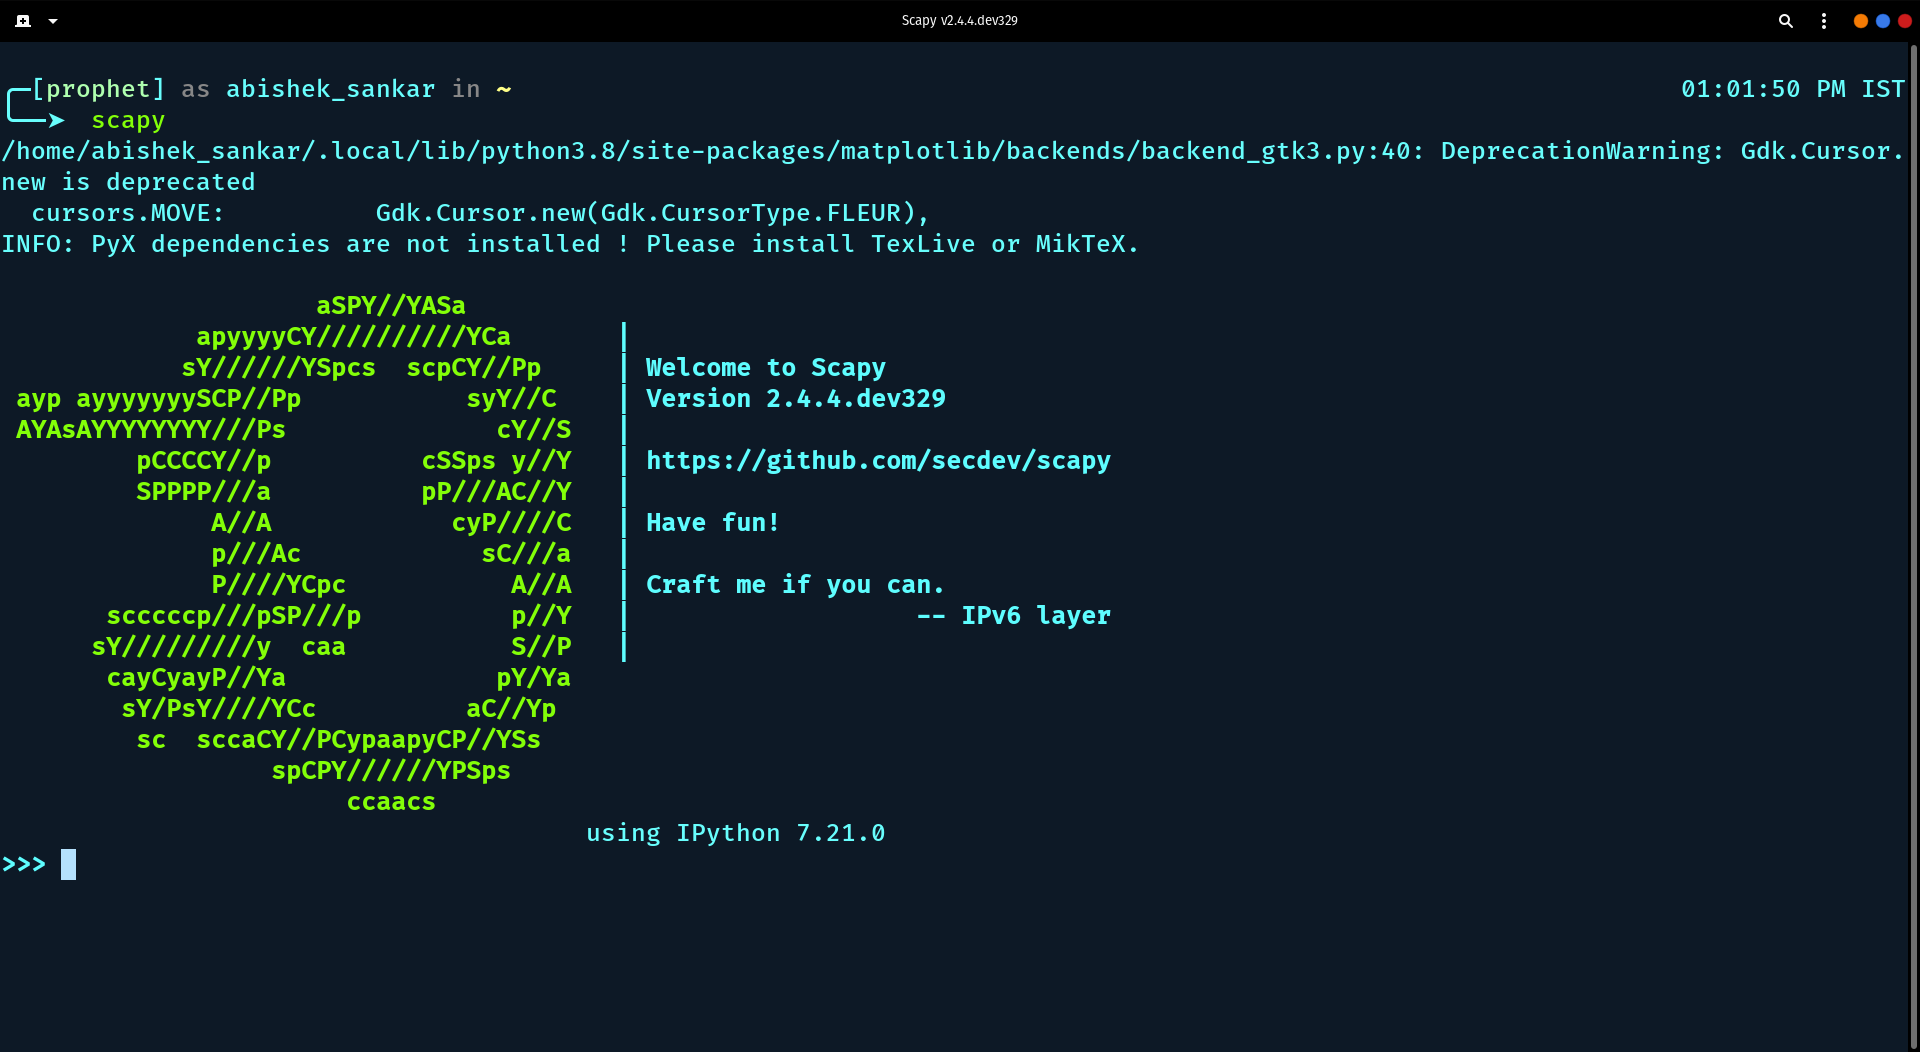 Scapy v2.4.4.dev329
[prophet] as abishek_sankar in ~ 01:01:50 PM IST
scapy
/home/abishek_sankar/.local/lib/python3.8/site-packages/matplotlib/backends/backend_gtk3.py:40: DeprecationWarning: Gdk.Cursor.
new is deprecated
  cursors.MOVE:          Gdk.Cursor.new(Gdk.CursorType.FLEUR),
INFO: PyX dependencies are not installed ! Please install TexLive or MikTeX.
                     aSPY//YASa
             apyyyyCY//////////YCa       |
            sY//////YSpcs  scpCY//Pp     | Welcome to Scapy
 ayp ayyyyyyySCP//Pp           syY//C    | Version 2.4.4.dev329
 AYAsAYYYYYYYY///Ps              cY//S   |
         pCCCCY//p          cSSps y//Y   | https://github.com/secdev/scapy
         SPPPP///a          pP///AC//Y   |
              A//A            cyP////C   | Have fun!
              p///Ac            sC///a   |
              P////YCpc           A//A   | Craft me if you can.
       scccccp///pSP///p          p//Y   |                   -- IPv6 layer
      sY/////////y  caa           S//P   |
       cayCyayP//Ya              pY/Ya
        sY/PsY////YCc          aC//Yp
         sc  sccaCY//PCypaapyCP//YSs
                  spCPY//////YPSps
                       ccaacs
                                       using IPython 7.21.0
>>>